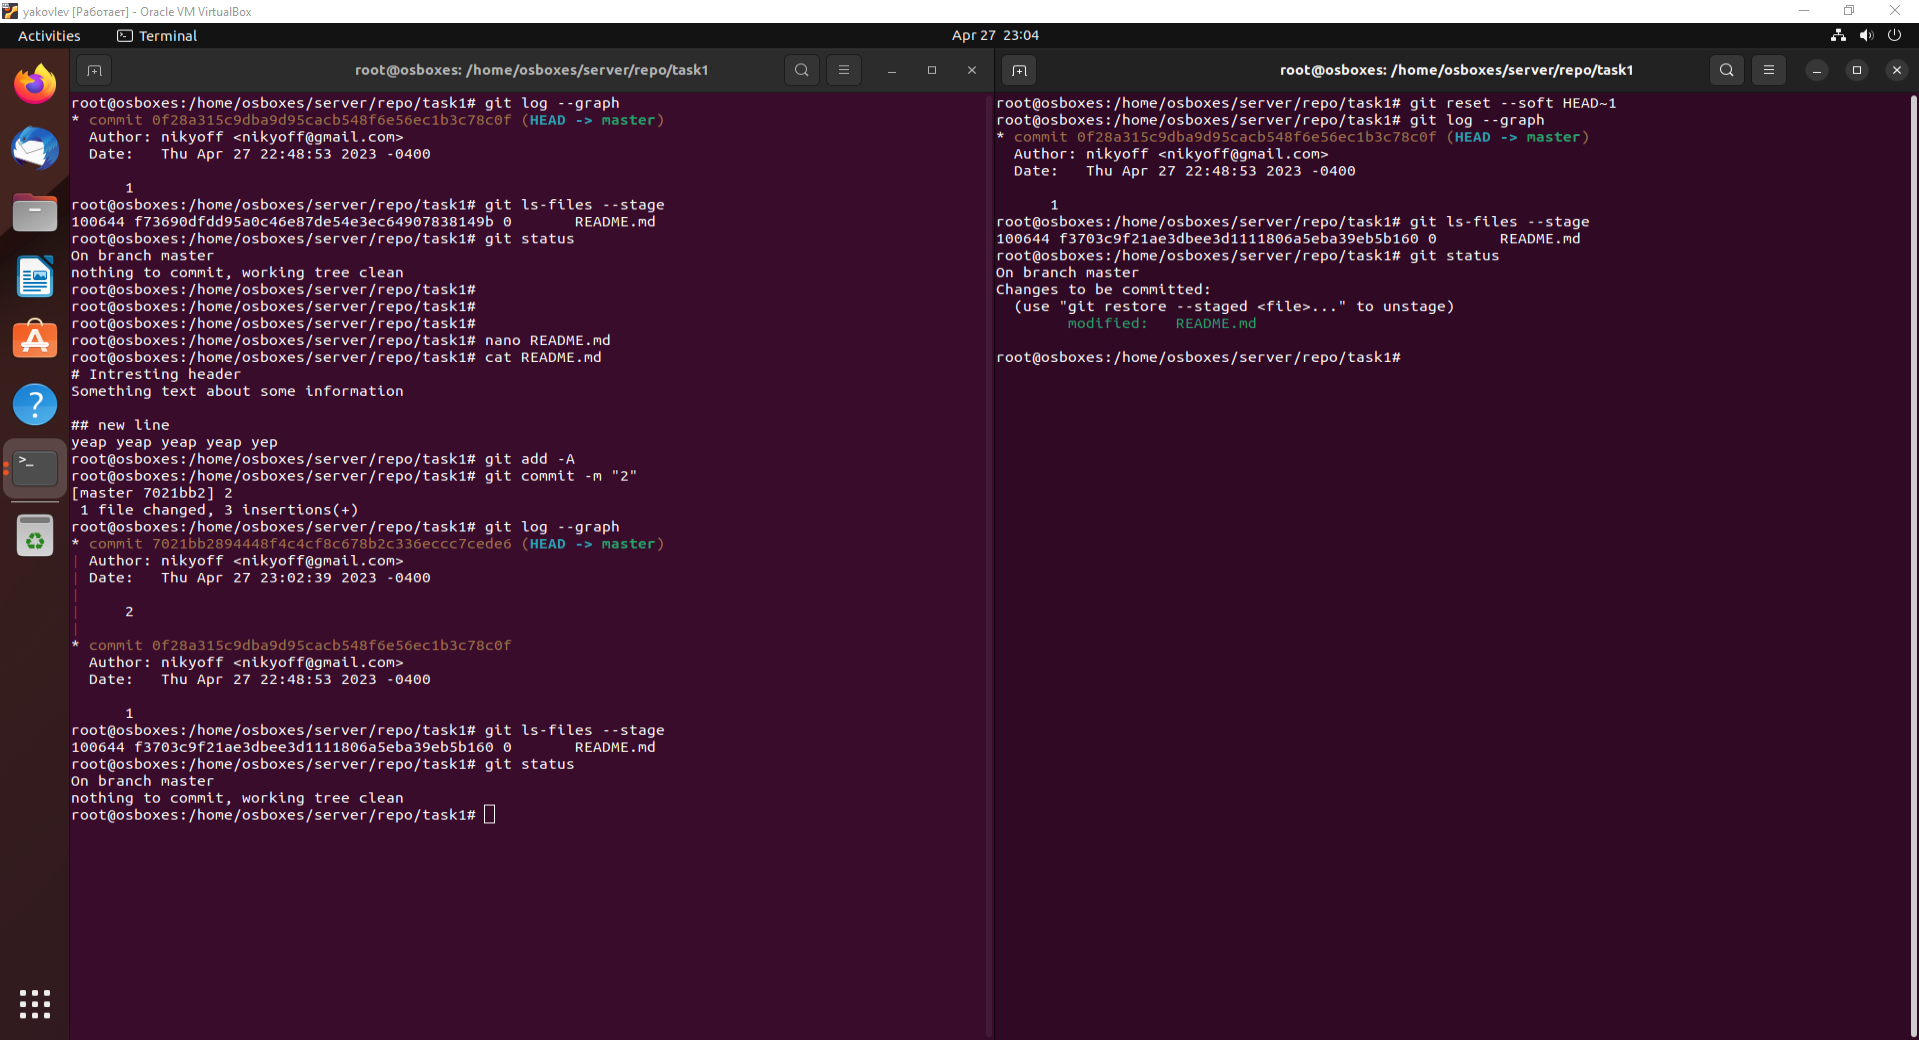 yakovlev [Работает] - Oracle VM VirtualBox
Activities
Terminal
Apr 27 23:04
root@osboxes: /home/osboxes/server/repo/task1
root@osboxes:/home/osboxes/server/repo/task1# git log --graph
* commit 0f28a315c9dba9d95cacb548f6e56ec1b3c78c0f (HEAD -> master)
Author: nikyoff <nikyoff@gmail.com>
Date:   Thu Apr 27 22:48:53 2023 -0400
1
root@osboxes:/home/osboxes/server/repo/task1# git ls-files --stage
100644 f73690dfdd95a0c46e87de54e3ec64907838149b 0       README.md
root@osboxes:/home/osboxes/server/repo/task1# git status
On branch master
nothing to commit, working tree clean
root@osboxes:/home/osboxes/server/repo/task1#
root@osboxes:/home/osboxes/server/repo/task1#
root@osboxes:/home/osboxes/server/repo/task1#
root@osboxes:/home/osboxes/server/repo/task1# nano README.md
root@osboxes:/home/osboxes/server/repo/task1# cat README.md
# Intresting header
Something text about some information
## new line
yeap yeap yeap yeap yep
root@osboxes:/home/osboxes/server/repo/task1# git add -A
root@osboxes:/home/osboxes/server/repo/task1# git commit -m "2"
[master 7021bb2] 2
1 file changed, 3 insertions(+)
root@osboxes:/home/osboxes/server/repo/task1# git log --graph
* commit 7021bb2894448f4c4cf8c678b2c336eccc7cede6 (HEAD -> master)
| Author: nikyoff <nikyoff@gmail.com>
| Date:   Thu Apr 27 23:02:39 2023 -0400
|
|     2
|
* commit 0f28a315c9dba9d95cacb548f6e56ec1b3c78c0f
Author: nikyoff <nikyoff@gmail.com>
Date:   Thu Apr 27 22:48:53 2023 -0400
1
root@osboxes:/home/osboxes/server/repo/task1# git ls-files --stage
100644 f3703c9f21ae3dbee3d1111806a5eba39eb5b160 0       README.md
root@osboxes:/home/osboxes/server/repo/task1# git status
On branch master
nothing to commit, working tree clean
root@osboxes:/home/osboxes/server/repo/task1#
root@osboxes: /home/osboxes/server/repo/task1
root@osboxes:/home/osboxes/server/repo/task1# git reset --soft HEAD~1
root@osboxes:/home/osboxes/server/repo/task1# git log --graph
* commit 0f28a315c9dba9d95cacb548f6e56ec1b3c78c0f (HEAD -> master)
Author: nikyoff <nikyoff@gmail.com>
Date:   Thu Apr 27 22:48:53 2023 -0400
1
root@osboxes:/home/osboxes/server/repo/task1# git ls-files --stage
100644 f3703c9f21ae3dbee3d1111806a5eba39eb5b160 0       README.md
root@osboxes:/home/osboxes/server/repo/task1# git status
On branch master
Changes to be committed:
(use "git restore --staged <file>..." to unstage)
modified:   README.md
root@osboxes:/home/osboxes/server/repo/task1#